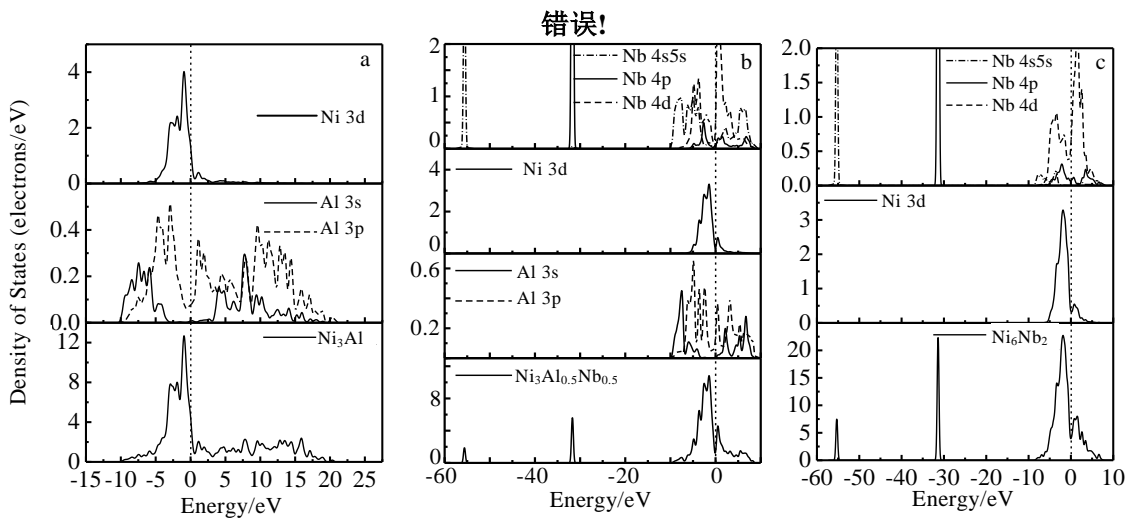 错误!
Density of States (electrons/eV)
a
4
2
0
Ni 3d
0.4
0.2
0.0
Al 3s
Al 3p
12
8
4
0
Ni₃Al
-15 -10 -5 0 5 10 15 20 25
Energy/eV
b
2
1
0
Nb 4s5s
Nb 4p
Nb 4d
4
2
0
Ni 3d
0.6
0.2
Al 3s
Al 3p
8
4
0
Ni₃Al₀.₅Nb₀.₅
-60 -40 -20 0
Energy/eV
c
2.0
1.5
1.0
0.5
0.0
Nb 4s5s
Nb 4p
Nb 4d
3
2
1
0
Ni 3d
20
15
10
5
0
Ni₆Nb₂
-60 -50 -40 -30 -20 -10 0 10
Energy/eV